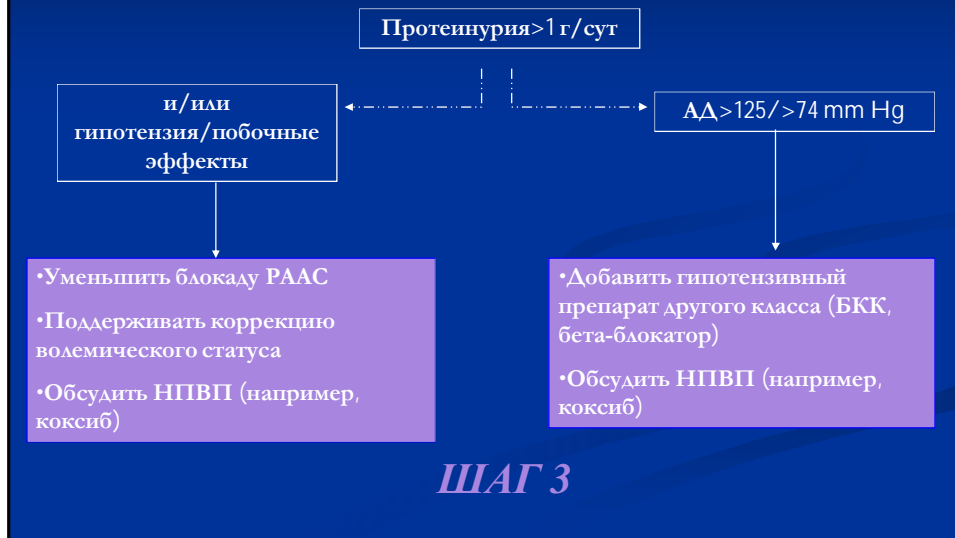 Протеинурия>1 г/сут
и/или
гипотензия/побочные
эффекты
АД>125/>74 mm Hg
•Уменьшить блокаду РААС
•Поддерживать коррекцию
волемического статуса
•Обсудить НПВП (например,
коксиб)
•Добавить гипотензивный
препарат другого класса (БКК,
бета-блокатор)
•Обсудить НПВП (например,
коксиб)
ШАГ 3